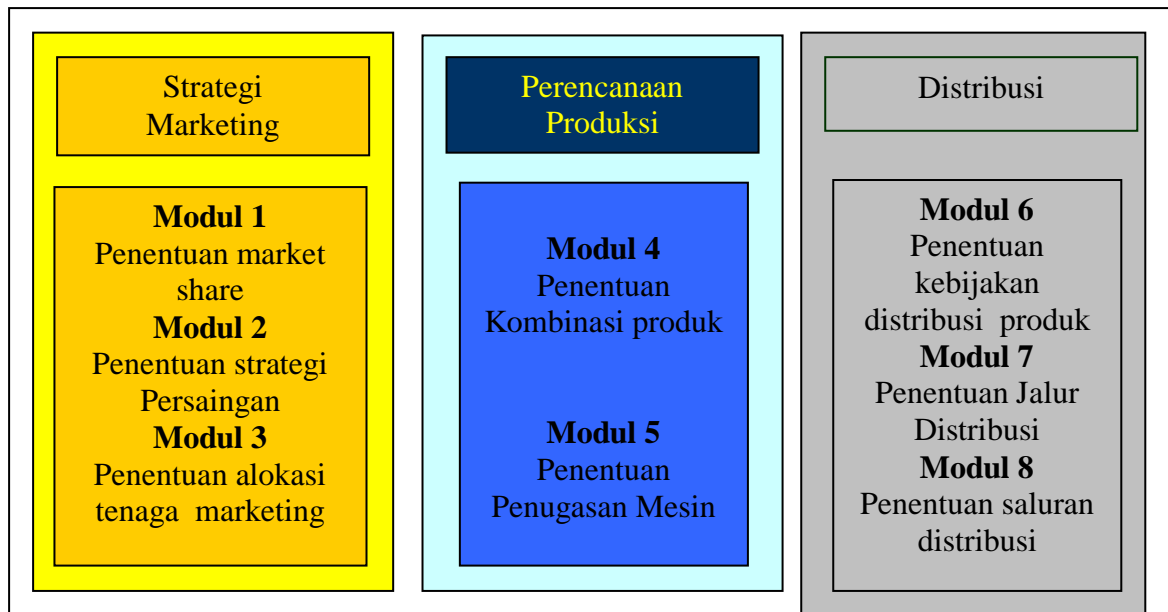 Strategi
Marketing
Modul 1
Penentuan market
share
Modul 2
Penentuan strategi
Persaingan
Modul 3
Penentuan alokasi
tenaga marketing
Perencanaan
Produksi
Modul 4
Penentuan
Kombinasi produk
Modul 5
Penentuan
Penugasan Mesin
Distribusi
Modul 6
Penentuan
kebijakan
distribusi produk
Modul 7
Penentuan Jalur
Distribusi
Modul 8
Penentuan saluran
distribusi